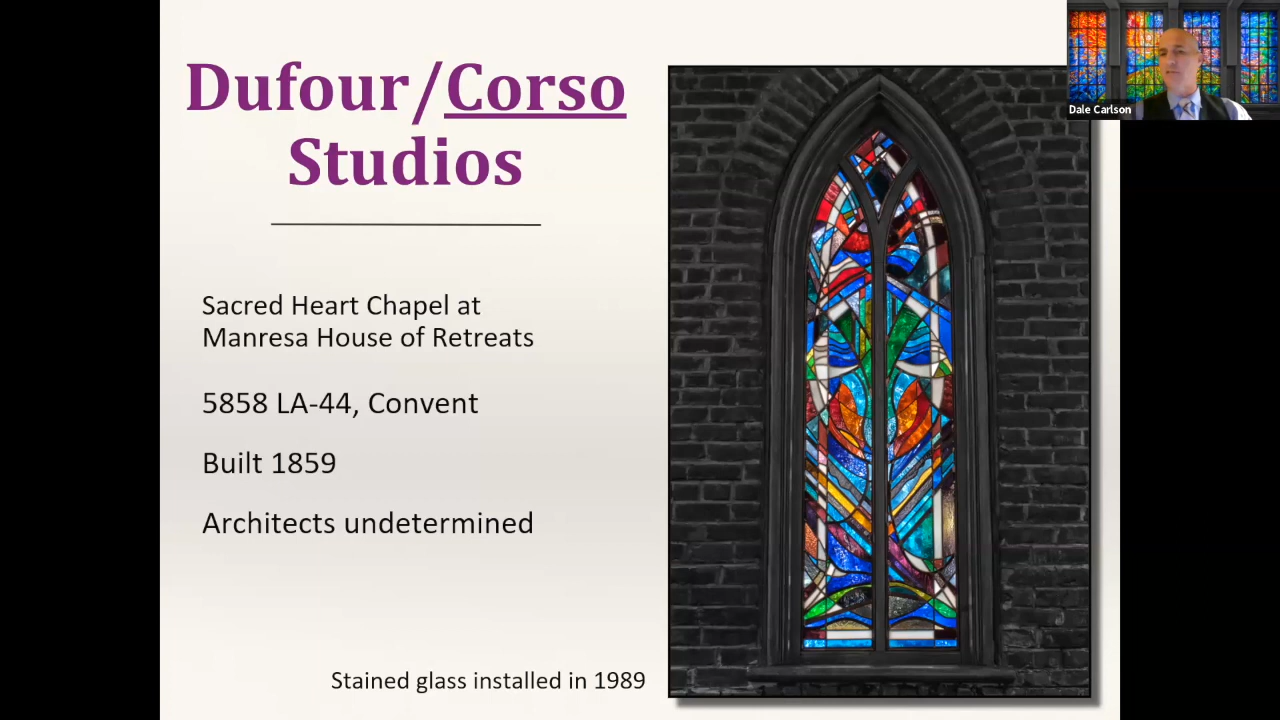 Dufour/Corso
Studios
Dale Carlson
Sacred Heart Chapel at
Manresa House of Retreats
5858 LA-44, Convent
Built 1859
Architects undetermined
Stained glass installed in 1989